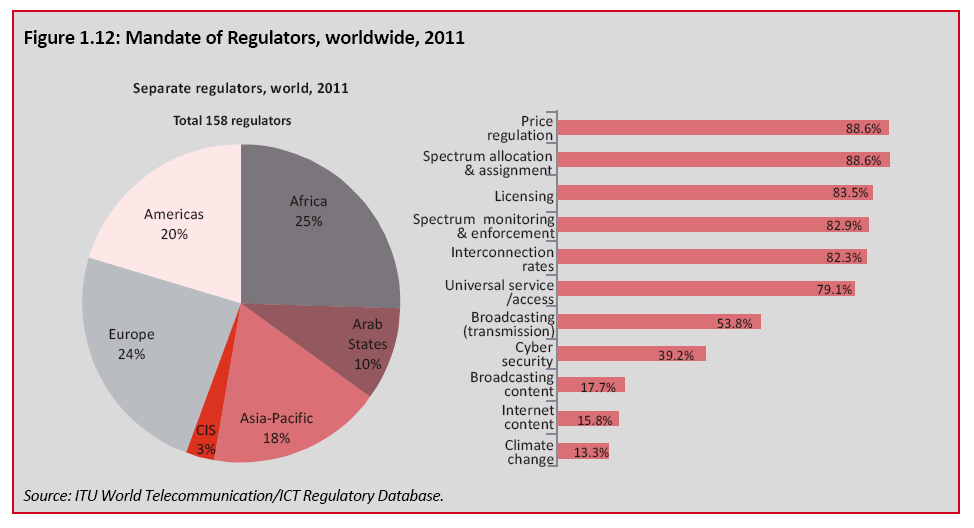 Figure 1.12: Mandate of Regulators, worldwide, 2011
Separate regulators, world, 2011
Total 158 regulators
Africa
25%
Arab
States
10%
Asia-Pacific
18%
CIS
3%
Europe
24%
Americas
20%
Price
regulation
88.6%
Spectrum allocation
& assignment
88.6%
Licensing
83.5%
Spectrum monitoring
& enforcement
82.9%
Interconnection
rates
82.3%
Universal service
/access
79.1%
Broadcasting
(transmission)
53.8%
Cyber
security
39.2%
Broadcasting
content
17.7%
Internet
content
15.8%
Climate
change
13.3%
Source: ITU World Telecommunication/ICT Regulatory Database.